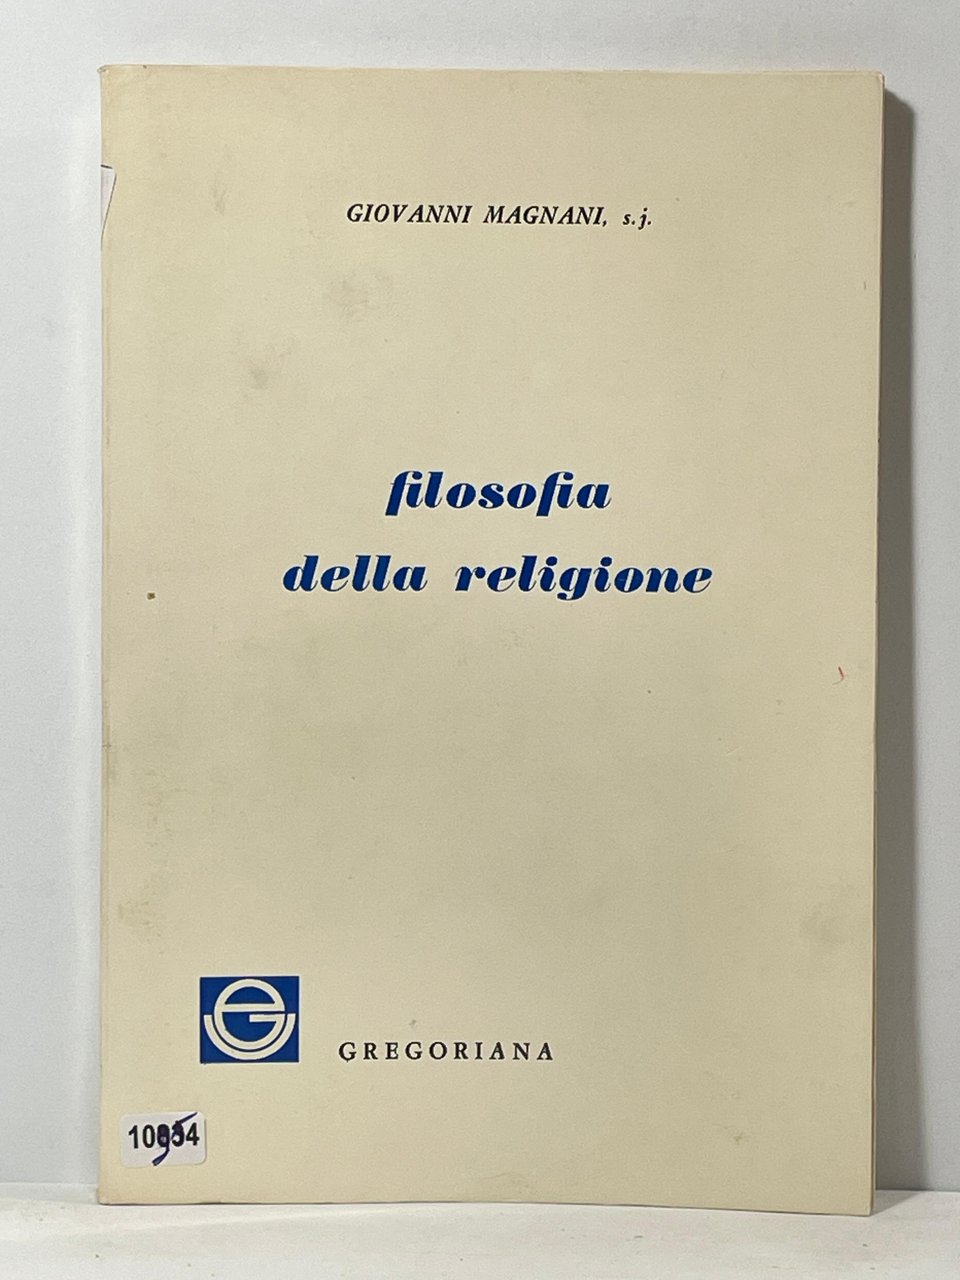 GIOVANNI MAGNANI, s.j.
filosofia
della religione
GREGORIANA